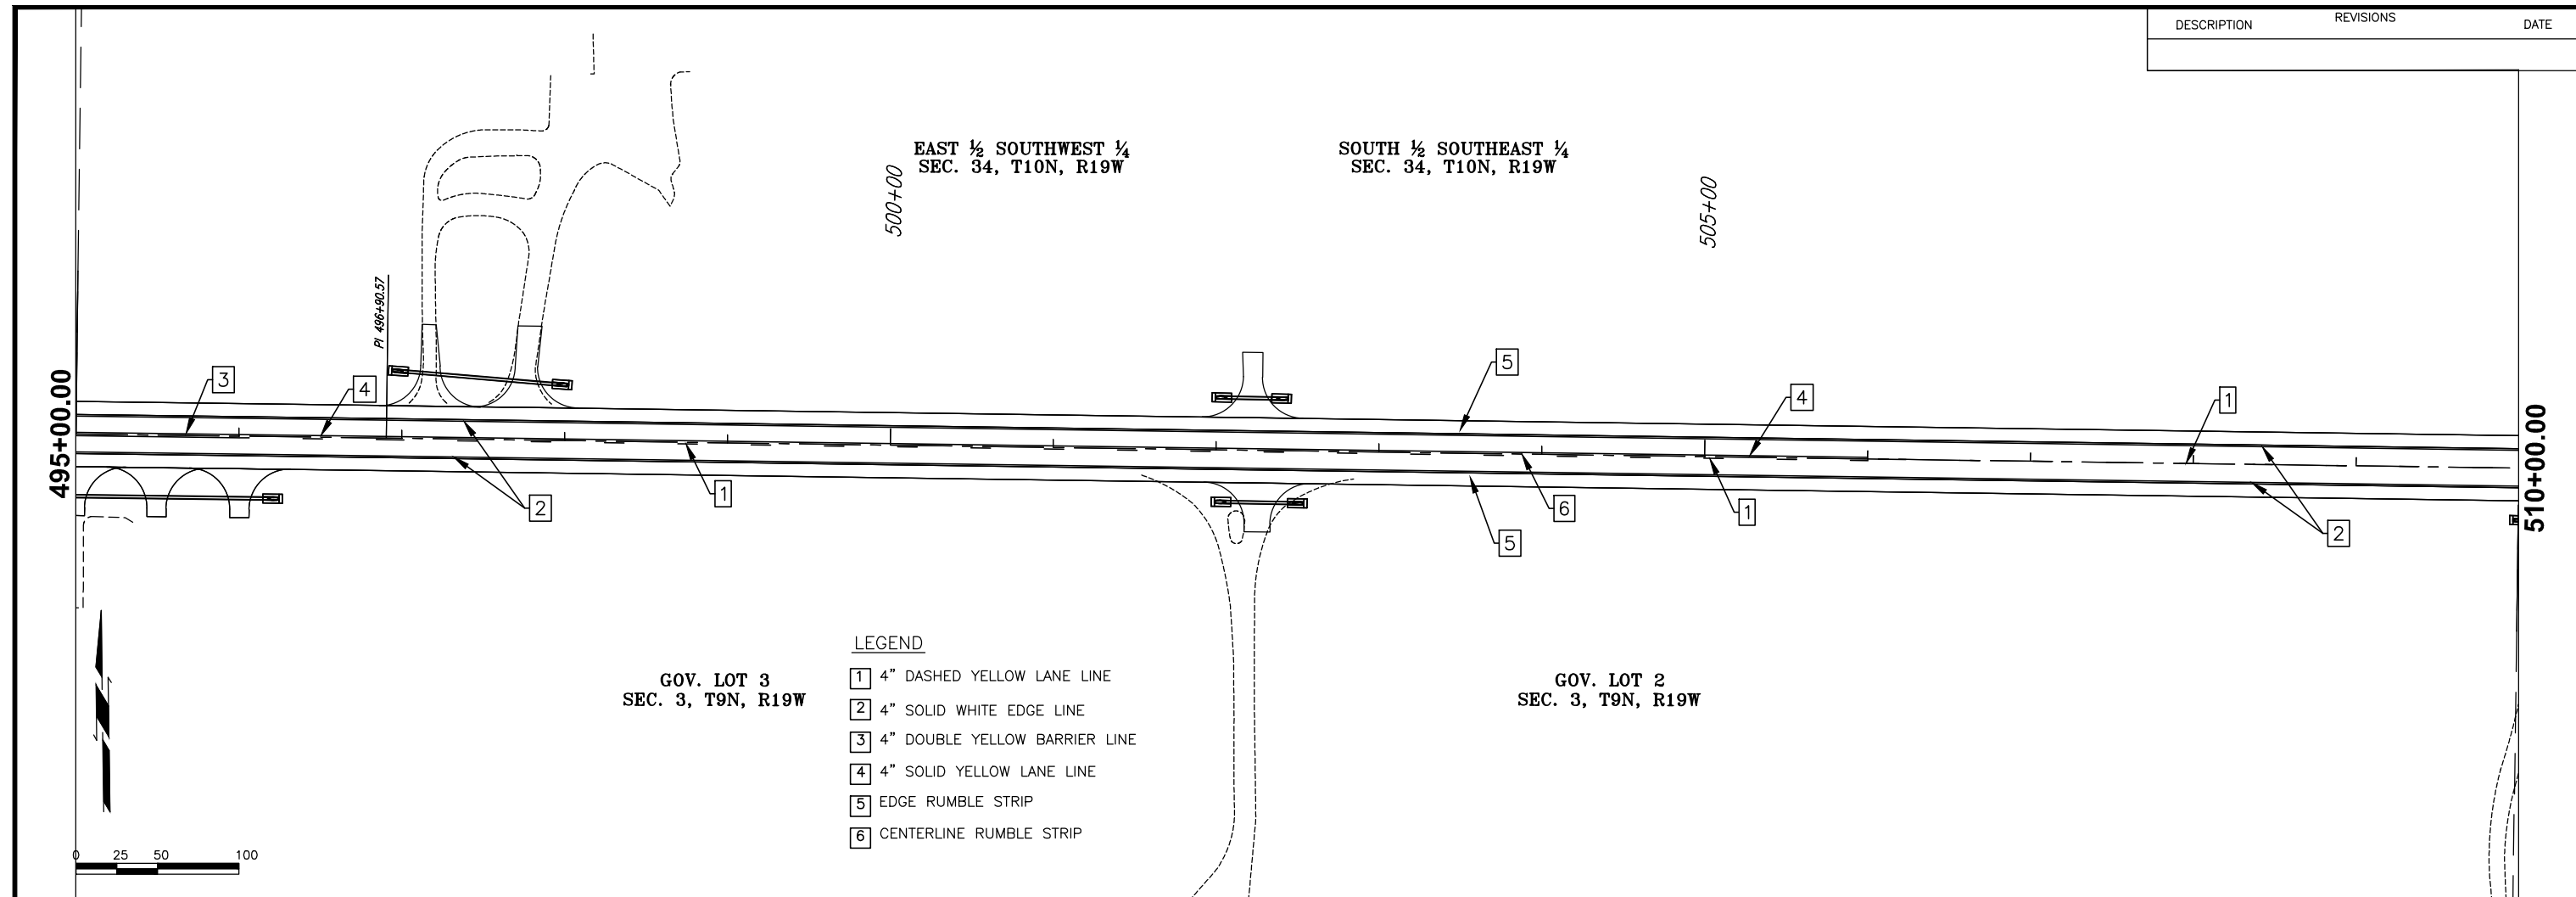 REVISIONS
DESCRIPTION DATE
EAST ½ SOUTHWEST ¼
SEC. 34, T10N, R19W
SOUTH ½ SOUTHEAST ¼
SEC. 34, T10N, R19W
500+00
505+00
PI 496+90.57
495+00.00
510+00.00
3
4
5
4
1
1
2
5
6
1
2
LEGEND
1 4" DASHED YELLOW LANE LINE
2 4" SOLID WHITE EDGE LINE
3 4" DOUBLE YELLOW BARRIER LINE
4 4" SOLID YELLOW LANE LINE
5 EDGE RUMBLE STRIP
6 CENTERLINE RUMBLE STRIP
GOV. LOT 3
SEC. 3, T9N, R19W
GOV. LOT 2
SEC. 3, T9N, R19W
0 25 50 100